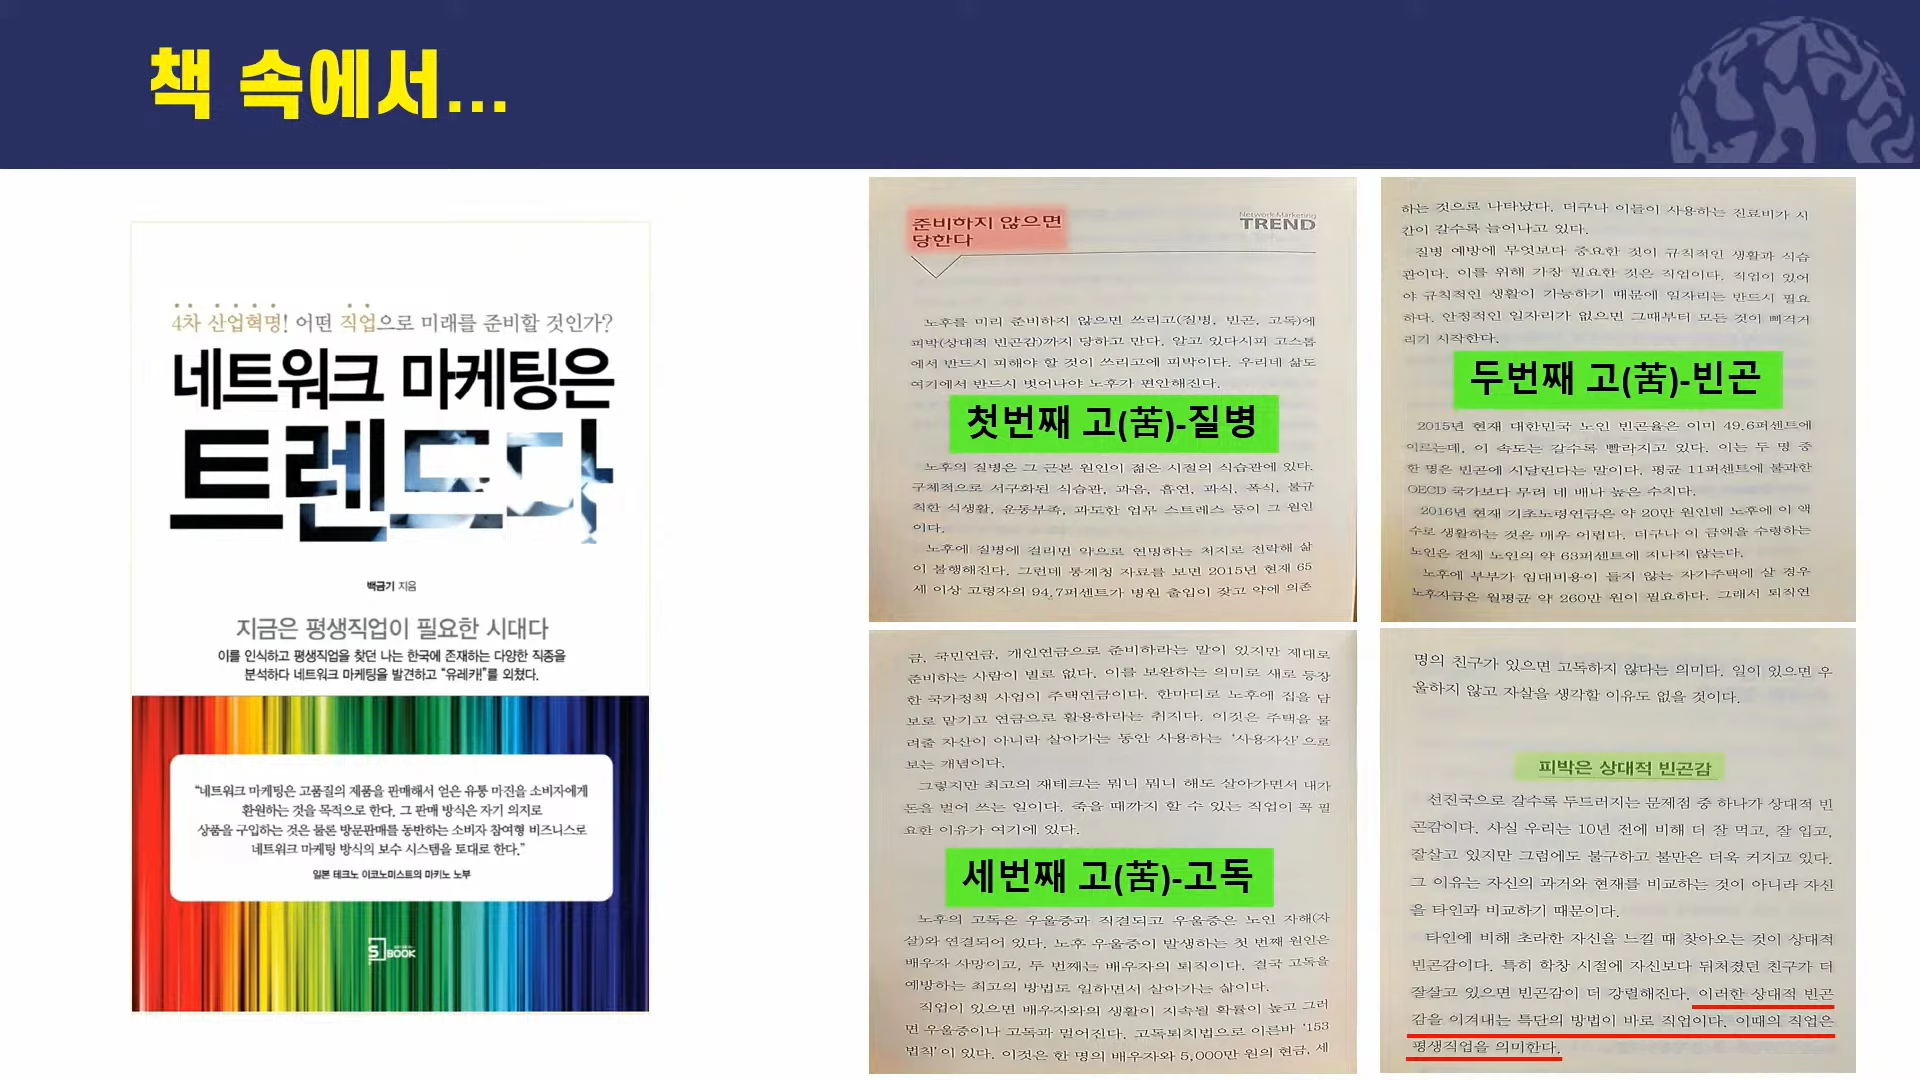 책 속에서...
4차 산업혁명! 어떤 직업으로 미래를 준비할 것인가?
네트워크 마케팅은
트렌드다
백금기 지음
지금은 평생직업이 필요한 시대다
이를 인식하고 평생직업을 찾던 나는 한국에 존재하는 다양한 직종을
분석하다 네트워크 마케팅을 발견하고 "유레카!"를 외쳤다.
"네트워크 마케팅은 고품질의 제품을 판매해서 얻은 유통 마진을 소비자에게
환원하는 것을 목적으로 한다. 그 판매 방식은 자기 의지로
상품을 구입하는 것은 물론 방문판매를 동반하는 소비자 참여형 비즈니스로
네트워크 마케팅 방식의 보수 시스템을 토대로 한다."
일본 테크노 이코노미스트의 마키노 노부
BOOK
준비하지 않으면
당한다
Network Marketing
TREND
노후를 미리 준비하지 않으면 쓰리고(질병, 빈곤, 고독)에
피박(상대적 빈곤감)까지 당하고 만다. 알고 있다시피 고스톱
에서 반드시 피해야 할 것이 쓰리고에 피박이다. 우리네 삶도
여기에서 반드시 벗어나야 노후가 편안해진다.
첫번째 고(苦)-질병
노후의 질병은 그 근본 원인이 젊은 시절의 식습관에 있다.
구체적으로 서구화된 식습관, 과음, 흡연, 과식, 폭식, 불규
칙한 식생활, 운동부족, 과도한 업무 스트레스 등이 그 원인
이다.
노후에 질병에 걸리면 약으로 연명하는 처지로 전락해 삶
이 불행해진다. 그런데 통계청 자료를 보면 2015년 현재 65
세 이상 고령자의 94.7퍼센트가 병원 출입이 잦고 약에 의존
하는 것으로 나타났다. 더구나 이들이 사용하는 진료비가 시
간이 갈수록 늘어나고 있다.
질병 예방에 무엇보다 중요한 것이 규칙적인 생활과 식습
관이다. 이를 위해 가장 필요한 것은 직업이다. 직업이 있어
야 규칙적인 생활이 가능하기 때문에 일자리는 반드시 필요
하다. 안정적인 일자리가 없으면 그때부터 모든 것이 삐걱거
리기 시작한다.
두번째 고(苦)-빈곤
2015년 현재 대한민국 노인 빈곤율은 이미 49.6퍼센트에
이르는데, 이 속도는 갈수록 빨라지고 있다. 이는 두 명 중
한 명은 빈곤에 시달린다는 말이다. 평균 11퍼센트에 불과한
OECD 국가보다 무려 네 배나 높은 수치다.
2016년 현재 기초노령연금은 약 20만 원인데 노후에 이 액
수로 생활하는 것은 매우 어렵다. 더구나 이 금액을 수령하는
노인은 전체 노인의 약 63퍼센트에 지나지 않는다.
노후에 부부가 임대비용이 들지 않는 자가주택에 살 경우
노후자금은 월평균 약 260만 원이 필요하다. 그래서 퇴직연
금, 국민연금, 개인연금으로 준비하라는 말이 있지만 제대로
준비하는 사람이 별로 없다. 이를 보완하는 의미로 새로 등장
한 국가정책 사업이 주택연금이다. 한마디로 노후에 집을 담
보로 맡기고 연금으로 활용하라는 취지다. 이것은 주택을 물
려줄 자산이 아니라 살아가는 동안 사용하는 '사용자산'으로
보는 개념이다.
그렇지만 최고의 재테크는 뭐니 뭐니 해도 살아가면서 내가
돈을 벌어 쓰는 일이다. 죽을 때까지 할 수 있는 직업이 꼭 필
요한 이유가 여기에 있다.
세번째 고(苦)-고독
노후의 고독은 우울증과 직결되고 우울증은 노인 자해(자
살)와 연결되어 있다. 노후 우울증이 발생하는 첫 번째 원인은
배우자 사망이고, 두 번째는 배우자의 퇴직이다. 결국 고독을
예방하는 최고의 방법도 일하면서 살아가는 삶이다.
직업이 있으면 배우자와의 생활이 지속될 확률이 높고 그러
면 우울증이나 고독과 멀어진다. 고독퇴치법으로 이른바 '153
법칙'이 있다. 이것은 한 명의 배우자와 5,000만 원의 현금, 세
명의 친구가 있으면 고독하지 않다는 의미다. 일이 있으면 우
울하지 않고 자살을 생각할 이유도 없을 것이다.
피박은 상대적 빈곤감
선진국으로 갈수록 두드러지는 문제점 중 하나가 상대적 빈
곤감이다. 사실 우리는 10년 전에 비해 더 잘 먹고, 잘 입고,
잘살고 있지만 그럼에도 불구하고 불만은 더욱 커지고 있다.
그 이유는 자신의 과거와 현재를 비교하는 것이 아니라 자신
을 타인과 비교하기 때문이다.
타인에 비해 초라한 자신을 느낄 때 찾아오는 것이 상대적
빈곤감이다. 특히 학창 시절에 자신보다 뒤처졌던 친구가 더
잘살고 있으면 빈곤감이 더 강렬해진다. 이러한 상대적 빈곤
감을 이겨내는 특단의 방법이 바로 직업이다. 이때의 직업은
평생직업을 의미한다.